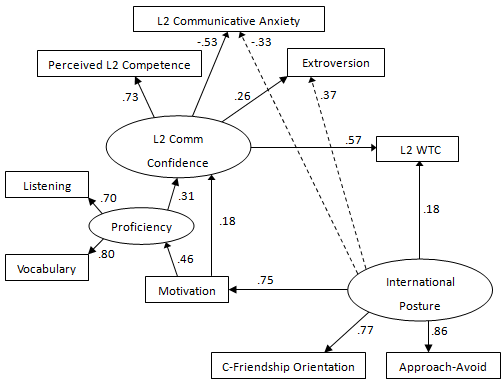 L2 Communicative Anxiety
-.53
-.33
Perceived L2 Competence
Extroversion
.73
.26
.37
L2 Comm
Confidence
.57
L2 WTC
Listening
.70
.31
Proficiency
.18
.18
.80
.46
Vocabulary
Motivation
.75
International
Posture
.77
.86
C-Friendship Orientation
Approach-Avoid